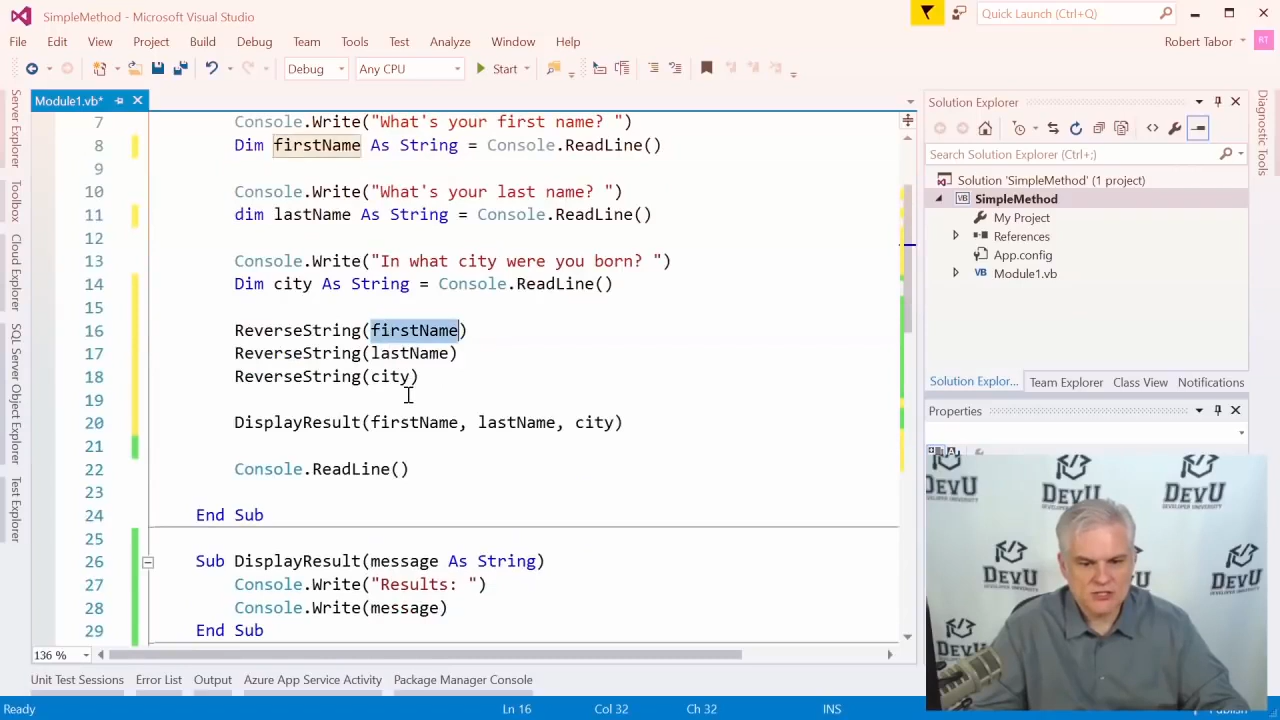 SimpleMethod - Microsoft Visual Studio
Quick Launch (Ctrl+Q)
File Edit View Project Build Debug Team Tools Test Analyze Window Help
Robert Tabor RT
Debug Any CPU Start
Module1.vb*
7 Console.Write("What's your first name? ")
8 Dim firstName As String = Console.ReadLine()
9
10 Console.Write("What's your last name? ")
11 dim lastName As String = Console.ReadLine()
12
13 Console.Write("In what city were you born? ")
14 Dim city As String = Console.ReadLine()
15
16 ReverseString(firstName)
17 ReverseString(lastName)
18 ReverseString(city)
19
20 DisplayResult(firstName, lastName, city)
21
22 Console.ReadLine()
23
24 End Sub
25
26 Sub DisplayResult(message As String)
27 Console.Write("Results: ")
28 Console.Write(message)
29 End Sub
136 %
Server Explorer
Toolbox
Cloud Explorer
SQL Server Object Explorer
Test Explorer
Solution Explorer
Search Solution Explorer (Ctrl+;)
Solution 'SimpleMethod' (1 project)
SimpleMethod
My Project
References
App.config
VB Module1.vb
Solution Explor... Team Explorer Class View Notifications
Properties
Diagnostic Tools
DEVU
DEVELOPER UNIVERSITY
DEVU
DEVELOPER UNIVERSITY
DEVU
DEVU
Unit Test Sessions Error List Output Azure App Service Activity Package Manager Console
Ready Ln 16 Col 32 Ch 32 INS Publish